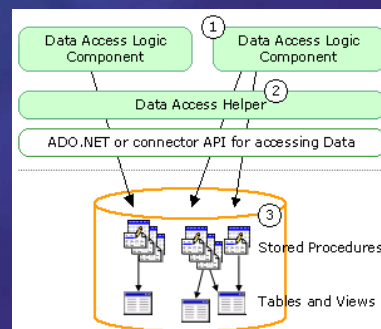 1
Data Access Logic
Component
Data Access Logic
Component
2
Data Access Helper
ADO.NET or connector API for accessing Data
3
Stored Procedures
Tables and Views